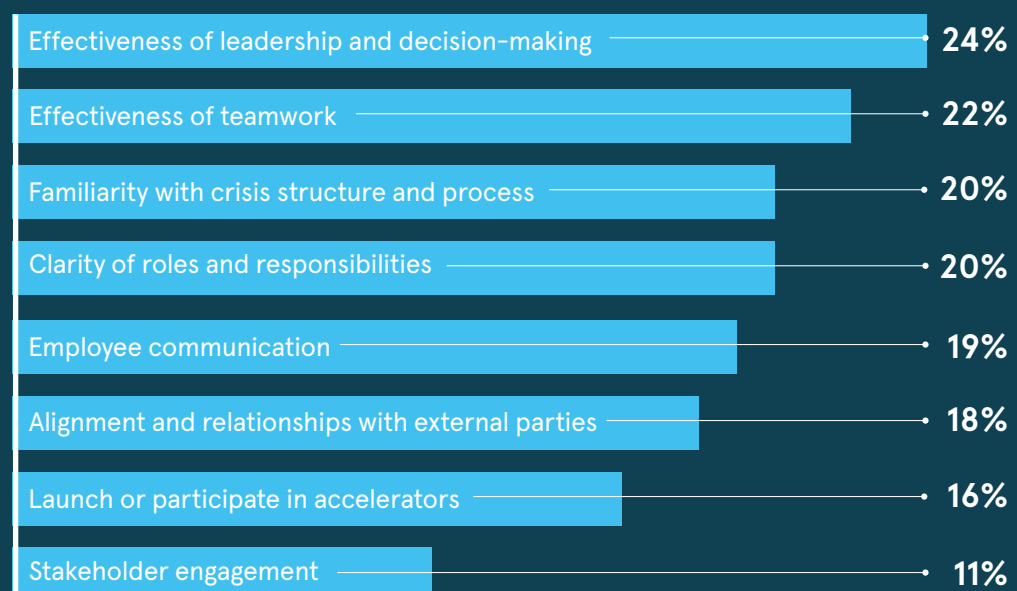 Effectiveness of leadership and decision-making 24%
Effectiveness of teamwork 22%
Familiarity with crisis structure and process 20%
Clarity of roles and responsibilities 20%
Employee communication 19%
Alignment and relationships with external parties 18%
Launch or participate in accelerators 16%
Stakeholder engagement 11%